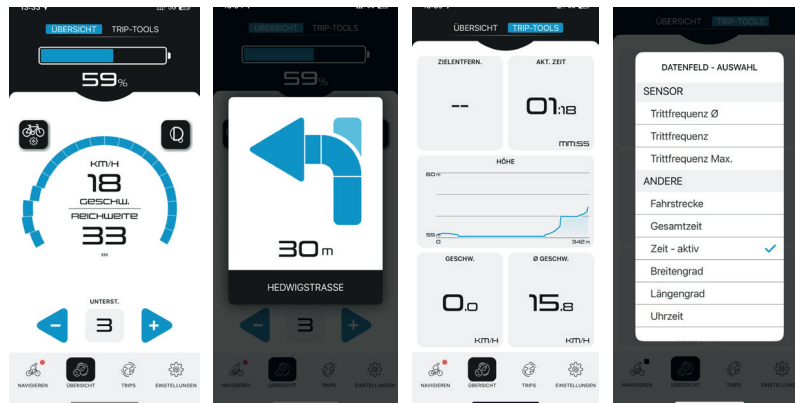 ÜBERSICHT TRIP-TOOLS
59%
KM/H
18
GESCHW.
REICHWEITE
33
KM
UNTERST.
3
NAVIGIEREN ÜBERSICHT TRIPS EINSTELLUNGEN
ÜBERSICHT TRIP-TOOLS
59%
30 m
HEDWIGSTRASSE
3
NAVIGIEREN ÜBERSICHT TRIPS EINSTELLUNGEN
ÜBERSICHT TRIP-TOOLS
ZIELENTFERN. AKT. ZEIT
-- 01:18
mm:ss
HÖHE
60 m
55 m
0 342 m
GESCHW. Ø GESCHW.
0.0 15.8
KM/H KM/H
NAVIGIEREN ÜBERSICHT TRIPS EINSTELLUNGEN
ÜBERSICHT TRIP-TOOLS
DATENFELD - AUSWAHL
SENSOR
Trittfrequenz Ø
Trittfrequenz
Trittfrequenz Max.
ANDERE
Fahrstrecke
Gesamtzeit
Zeit - aktiv
Breitengrad
Längengrad
Uhrzeit
NAVIGIEREN ÜBERSICHT TRIPS EINSTELLUNGEN